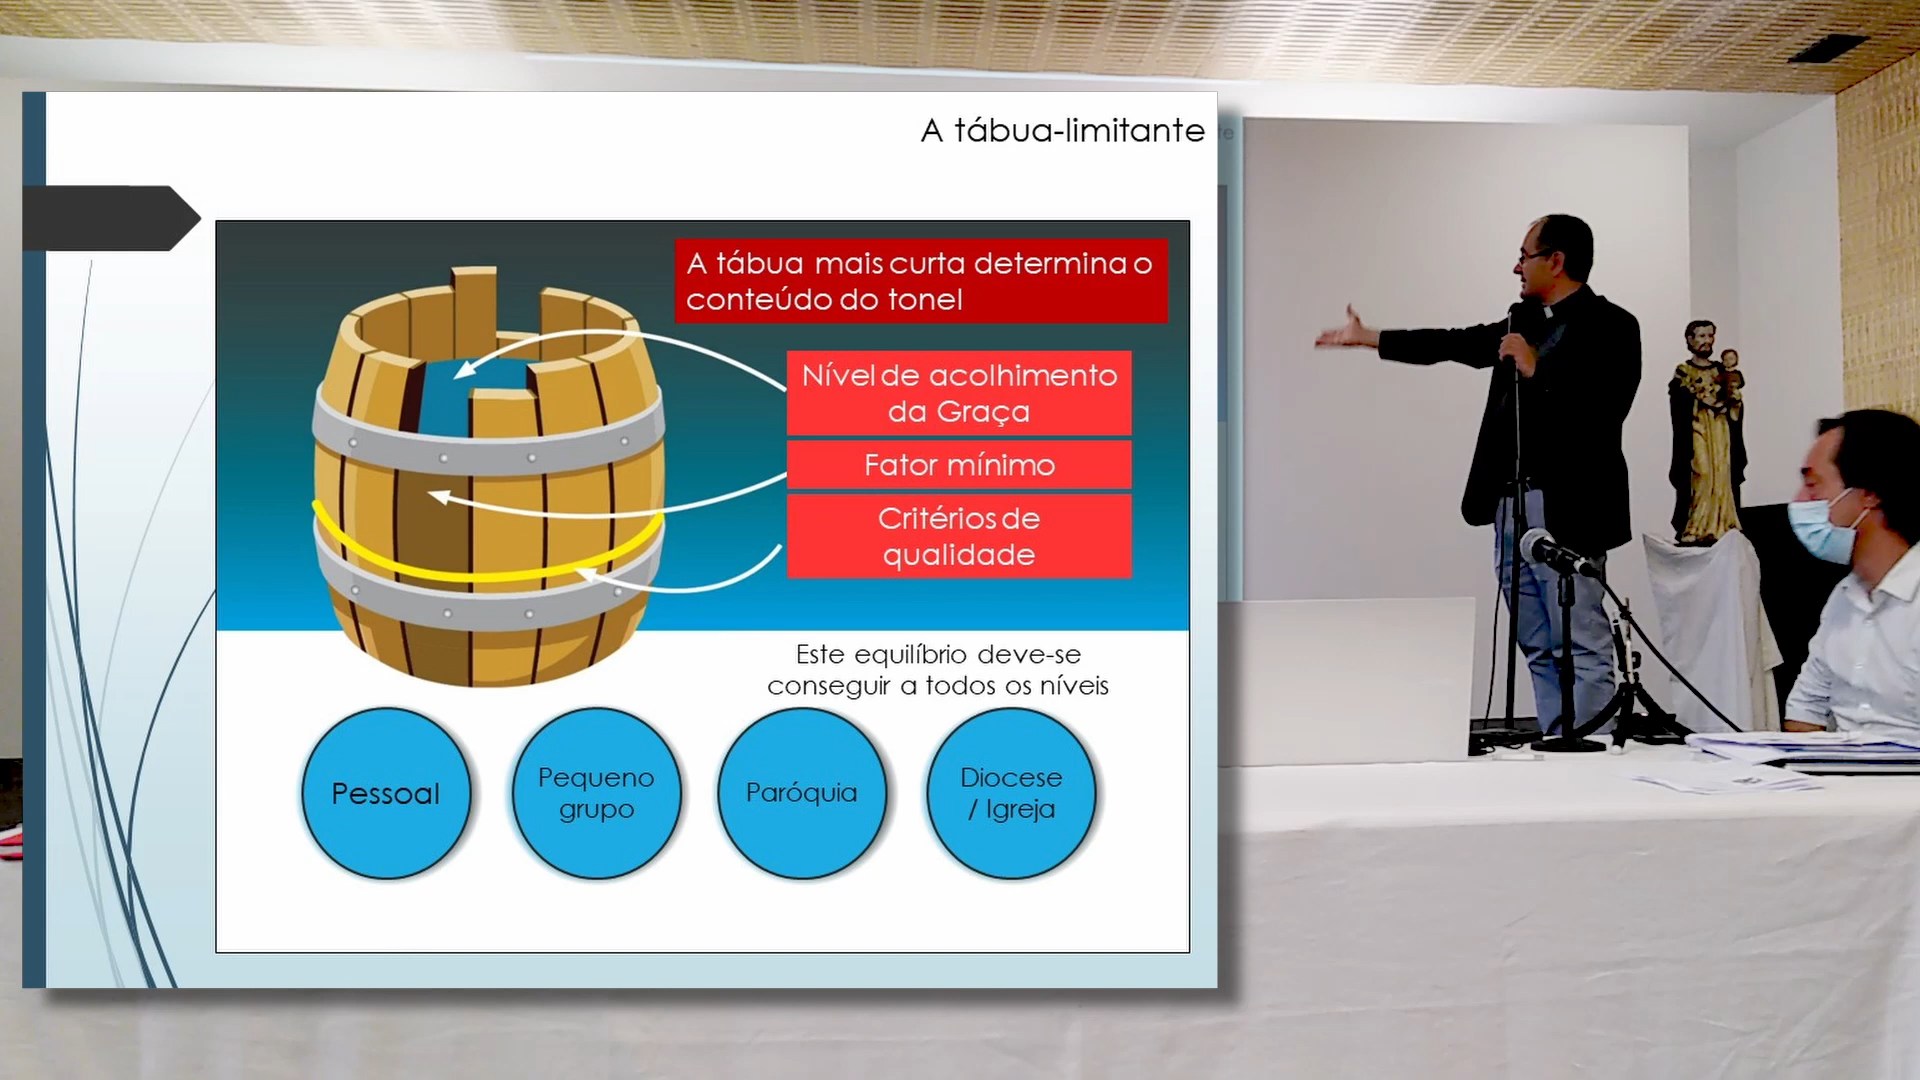 A tábua-limitante
te
A tábua mais curta determina o
conteúdo do tonel
Nível de acolhimento
da Graça
Fator mínimo
Critérios de
qualidade
Este equilíbrio deve-se
conseguir a todos os níveis
Pessoal
Pequeno
grupo
Paróquia
Diocese
/ Igreja